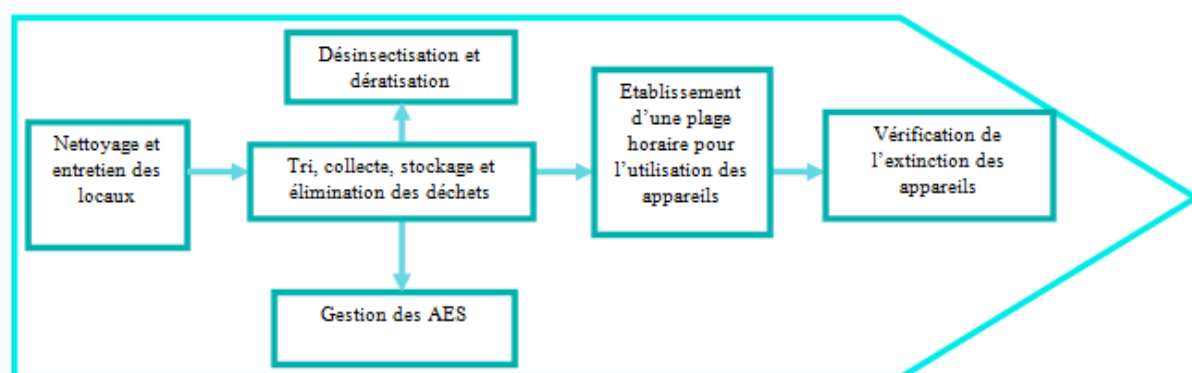 Nettoyage et
entretien des
locaux
Désinsectisation et
dératisation
Tri, collecte, stockage et
élimination des déchets
Gestion des AES
Etablissement
d’une plage
horaire pour
l’utilisation des
appareils
Vérification de
l’extinction des
appareils